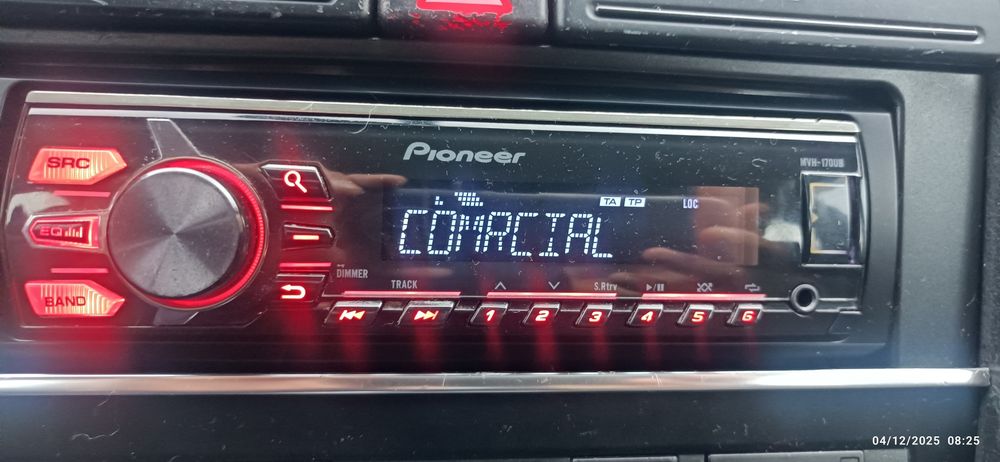 Pioneer
MVH-170UB
SRC
EQ
BAND
TA TP
LOC
COMRCIAL
DIMMER
TRACK
S.Rtrv
1 2 3 4 5 6
04/12/2025 08:25